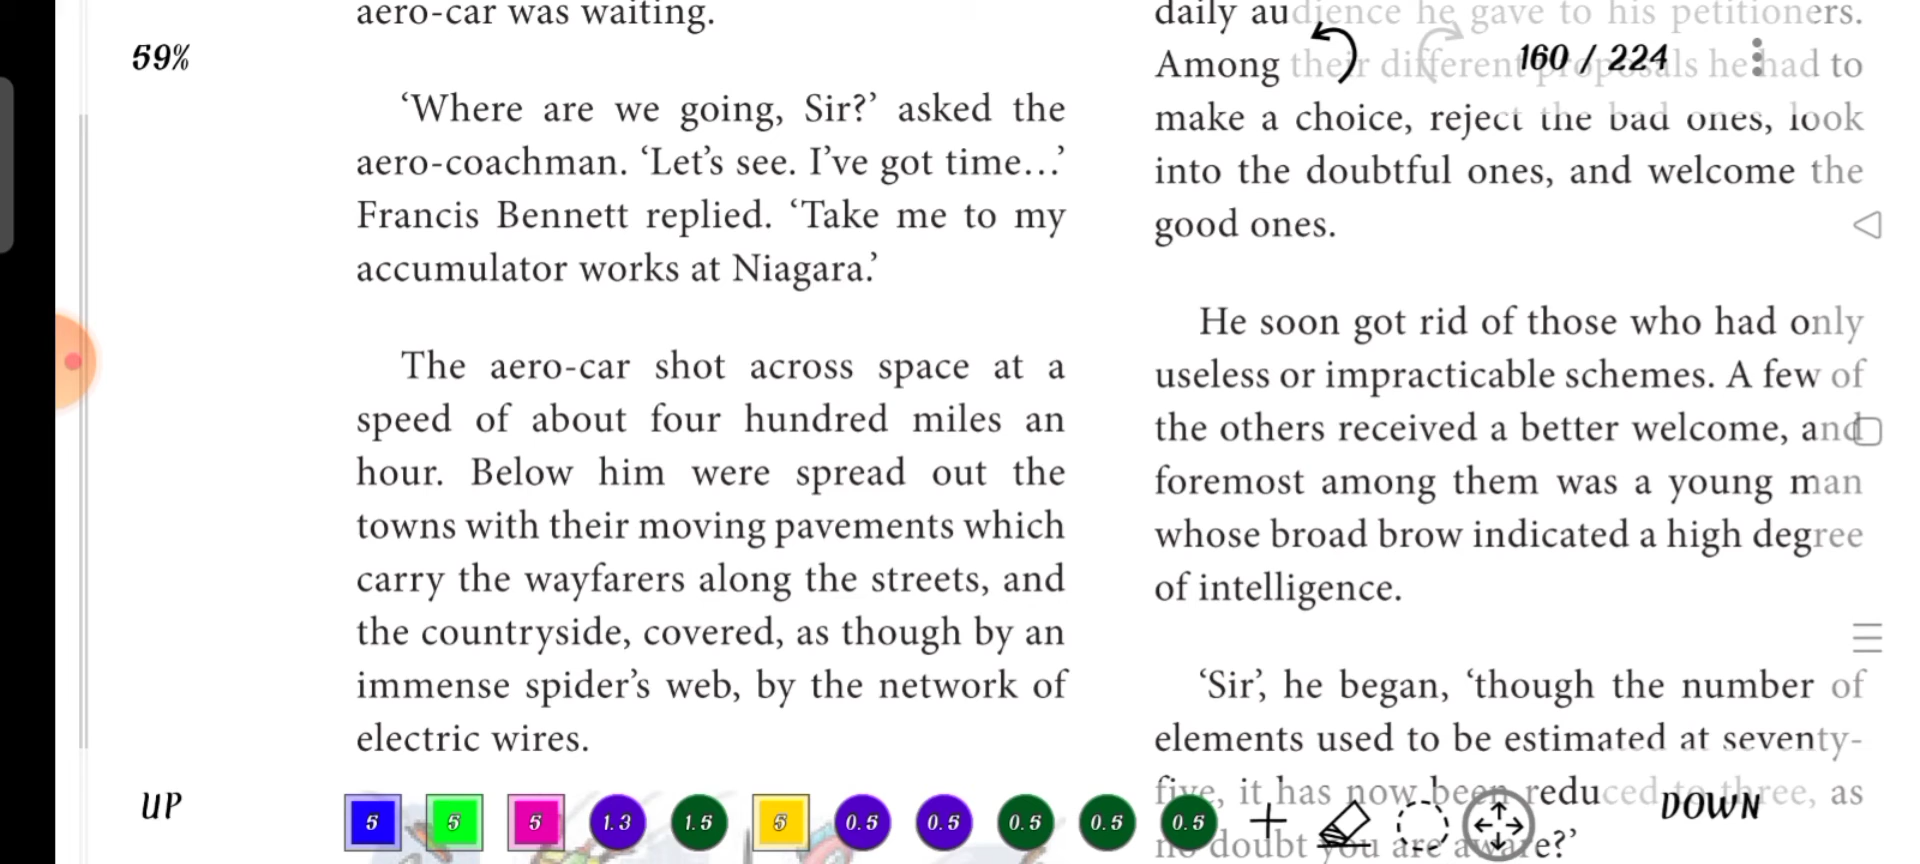 59%
160 / 224
aero-car was waiting.
‘Where are we going, Sir?’ asked the
aero-coachman. ‘Let’s see. I’ve got time…’
Francis Bennett replied. ‘Take me to my
accumulator works at Niagara.’
The aero-car shot across space at a
speed of about four hundred miles an
hour. Below him were spread out the
towns with their moving pavements which
carry the wayfarers along the streets, and
the countryside, covered, as though by an
immense spider’s web, by the network of
electric wires.
daily audience he gave to his petitioners.
Among their different proposals he had to
make a choice, reject the bad ones, look
into the doubtful ones, and welcome the
good ones.
He soon got rid of those who had only
useless or impracticable schemes. A few of
the others received a better welcome, and
foremost among them was a young man
whose broad brow indicated a high degree
of intelligence.
‘Sir’, he began, ‘though the number of
elements used to be estimated at seventy-
five, it has now been reduced to three, as
no doubt you are aware?’
UP
5 5 5 1.3 1.5 5 0.5 0.5 0.5 0.5 0.5
DOWN